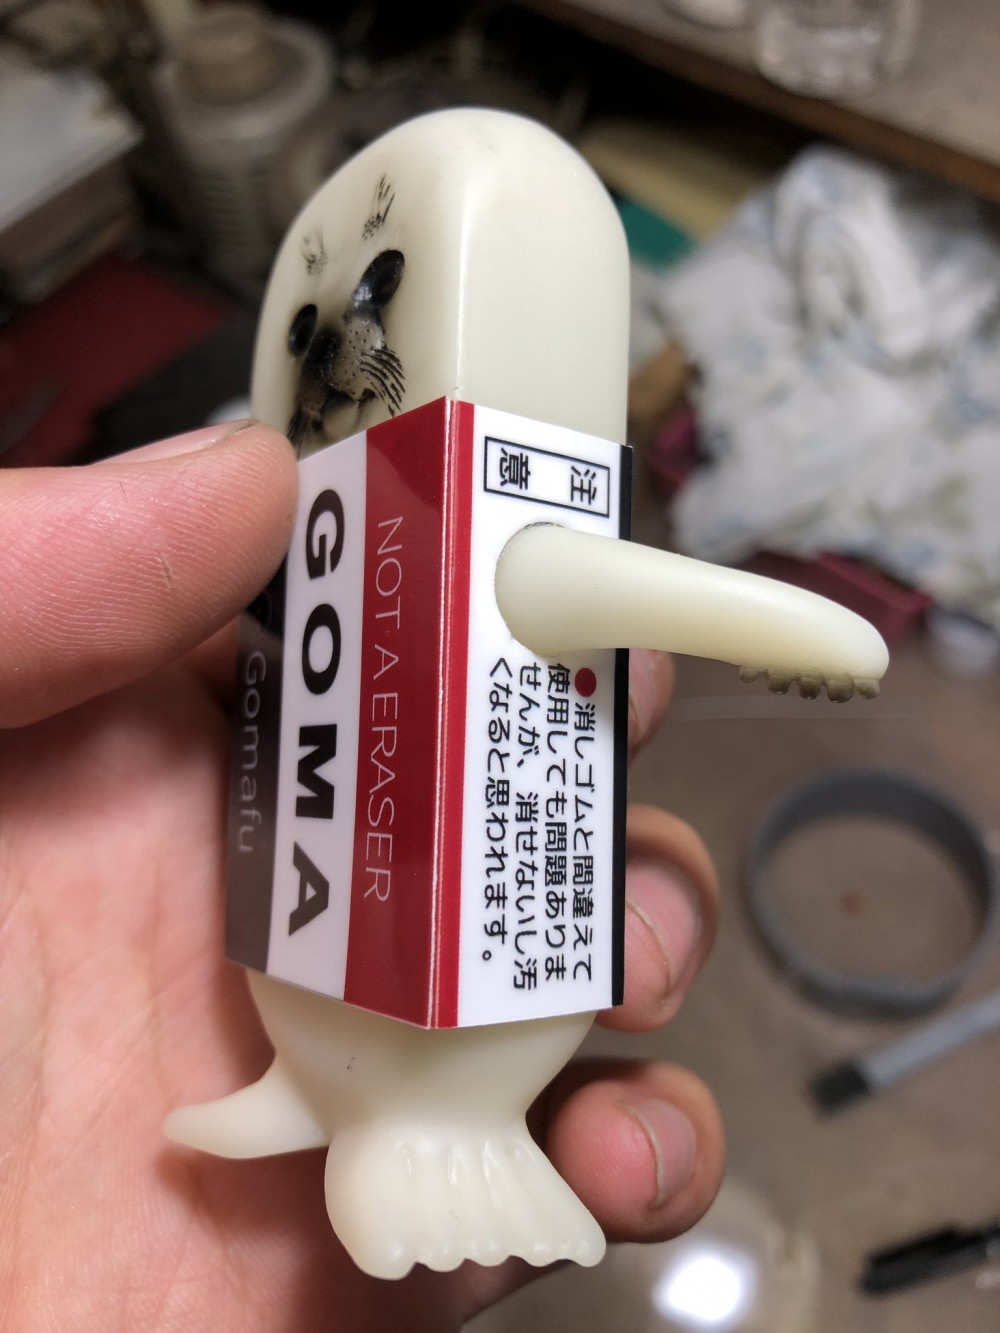 GOMA
NOT A ERASER
Gomafu
注意
●消しゴムと間違えて
使用しても問題ありま
せんが、消せないし汚
くなると思われます。